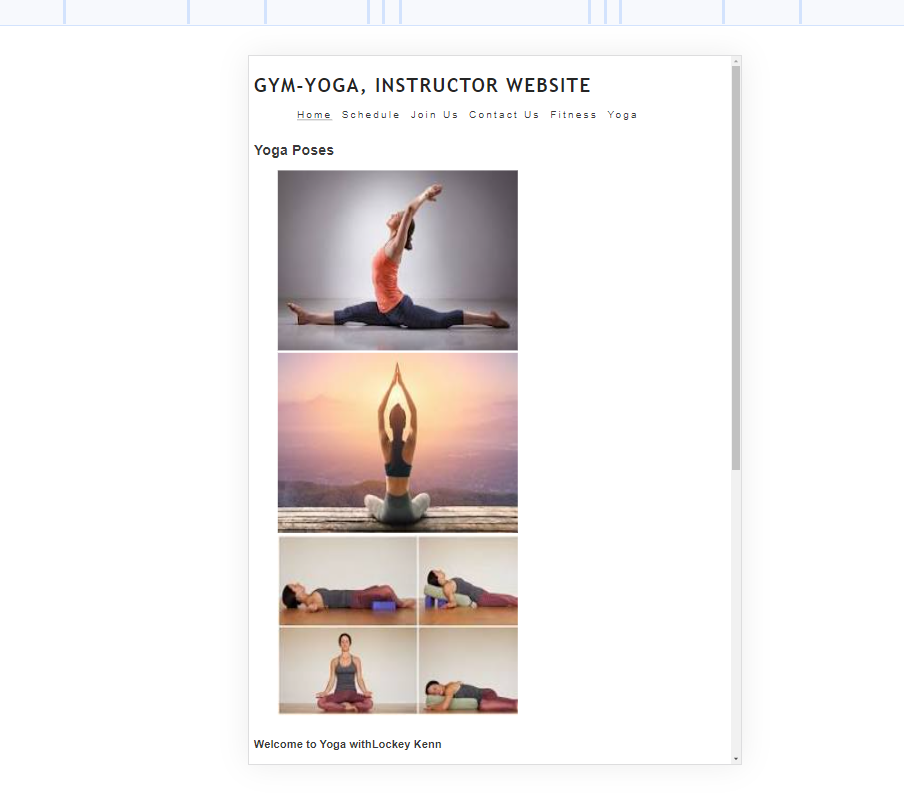 GYM-YOGA, INSTRUCTOR WEBSITE
Home Schedule Join Us Contact Us Fitness Yoga
Yoga Poses
Welcome to Yoga withLockey Kenn